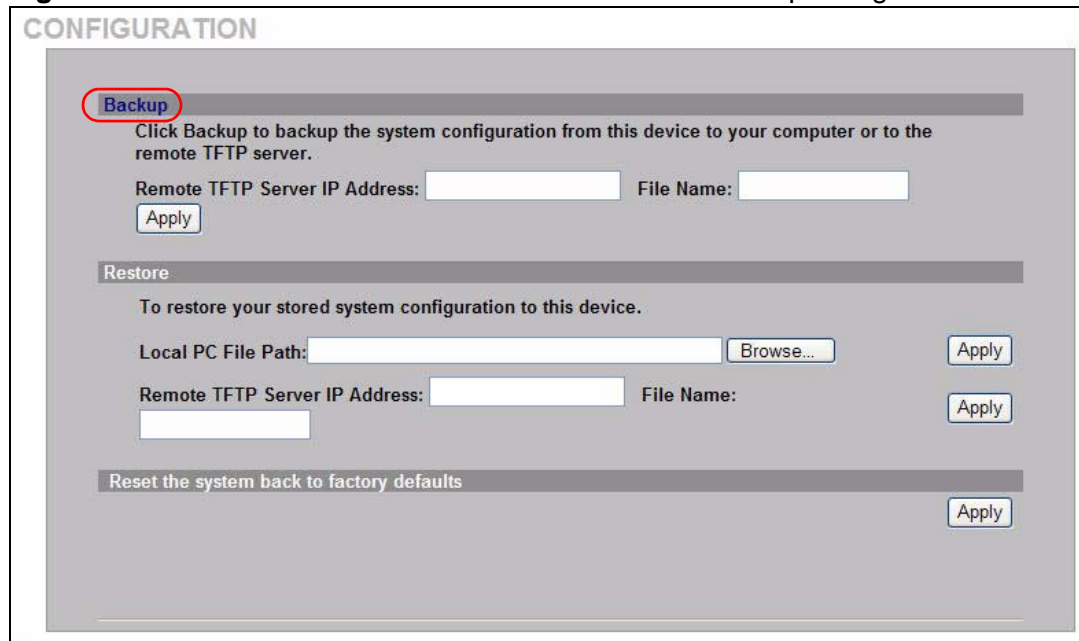 CONFIGURATION
Backup
Click Backup to backup the system configuration from this device to your computer or to the
remote TFTP server.
Remote TFTP Server IP Address: File Name:
Apply
Restore
To restore your stored system configuration to this device.
Local PC File Path: Browse... Apply
Remote TFTP Server IP Address: File Name:
Apply
Reset the system back to factory defaults
Apply